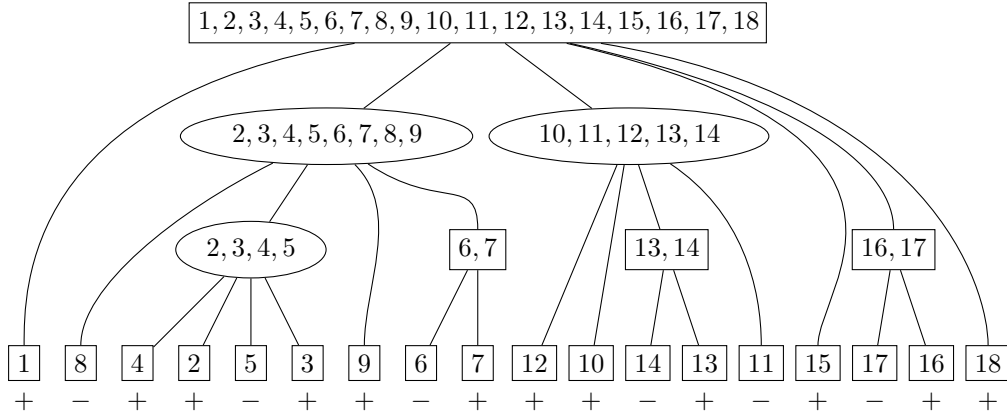 1, 2, 3, 4, 5, 6, 7, 8, 9, 10, 11, 12, 13, 14, 15, 16, 17, 18
2, 3, 4, 5, 6, 7, 8, 9 10, 11, 12, 13, 14
2, 3, 4, 5 6, 7 13, 14 16, 17
1 8 4 2 5 3 9 6 7 12 10 14 13 11 15 17 16 18
+ − + + − + + − + + + − + − + − + +